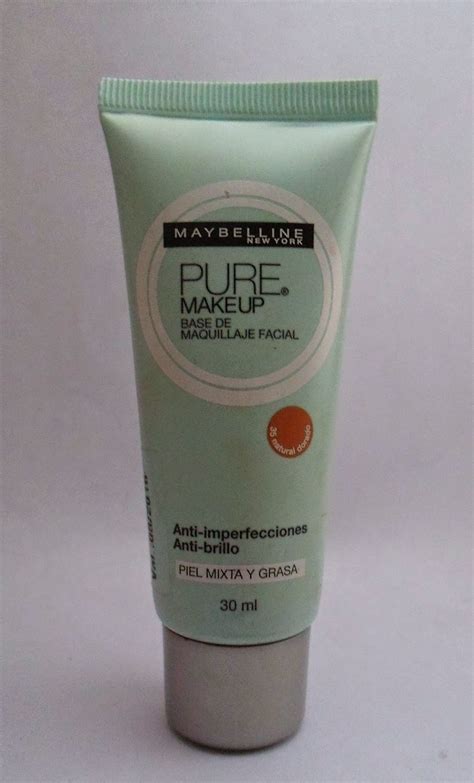 MAYBELLINE
NEW YORK
PURE®
MAKEUP
BASE DE
MAQUILLAJE FACIAL
35 natural dorado
Anti-imperfecciones
Anti-brillo
PIEL MIXTA Y GRASA
30 ml